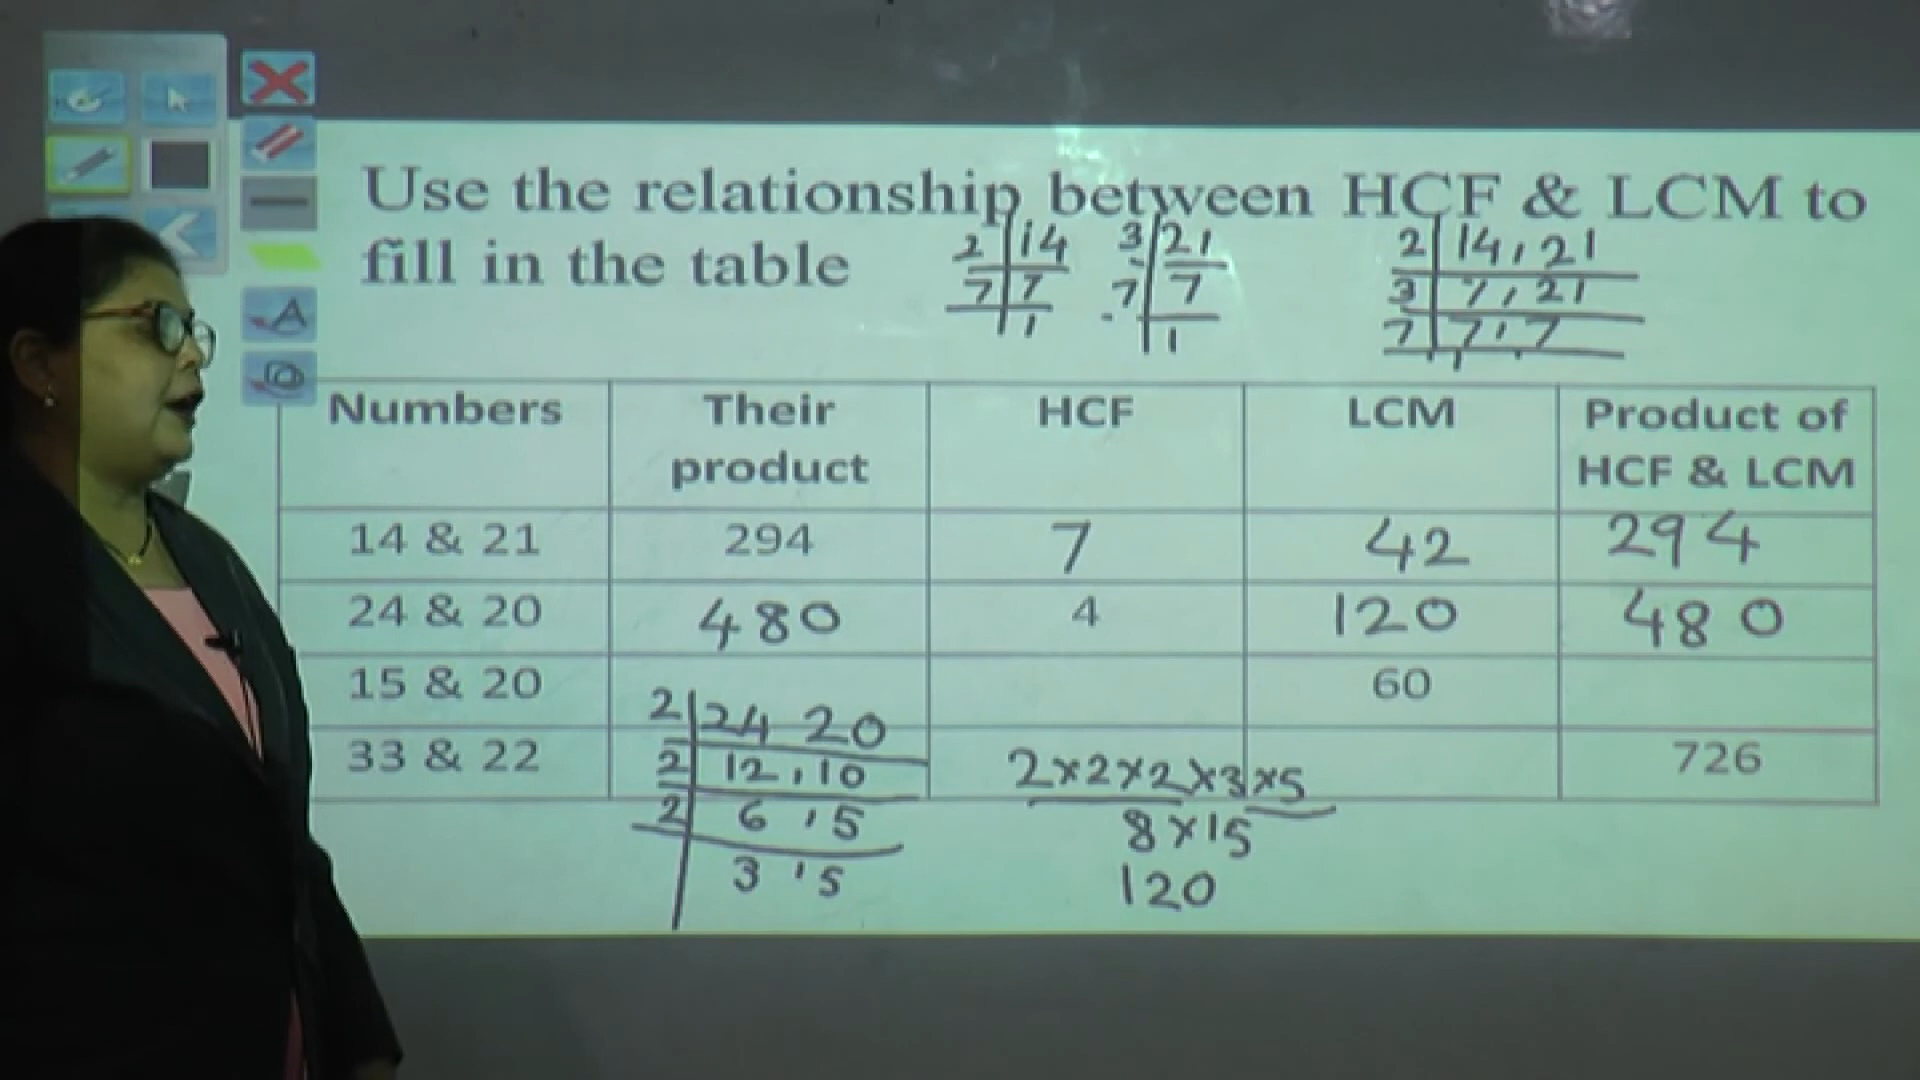 Use the relationship between HCF & LCM to
fill in the table
2 14
7 7
1
3 21
7 7
1
2 14, 21
3 7, 21
7 7, 7
1
Numbers Their product HCF LCM Product of HCF & LCM
14 & 21 294 7 42 294
24 & 20 480 4 120 480
15 & 20 60
33 & 22 726
2 24 20
2 12, 10
2 6, 5
3, 5
2×2×2×3×5
8×15
120
A